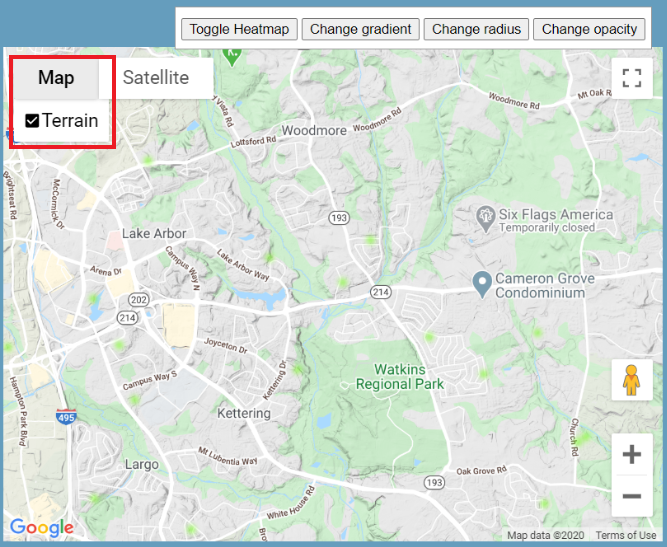 Toggle Heatmap Change gradient Change radius Change opacity
Map Satellite
Terrain
K.
Mt Oak R
Woodmore Rd
Vista Rd
Woodmore
Woodmore Rd
Lottsford Rd
McCormick Dr
193
Six Flags America
Temporarily closed
Lake Arbor
Campus Way N
Lake Arbor Way
Arena Dr
202
214
214
Cameron Grove
Condominium
Joyceton Dr
Kettering Dr
Campus Way S
Watkins
Regional Park
Hampton Park Blvd
495
Kettering
Church Rd
Mt Lubentia Way
Largo
Oak Grove Rd
193
White House Rd
Google
Map data ©2020 Terms of Use